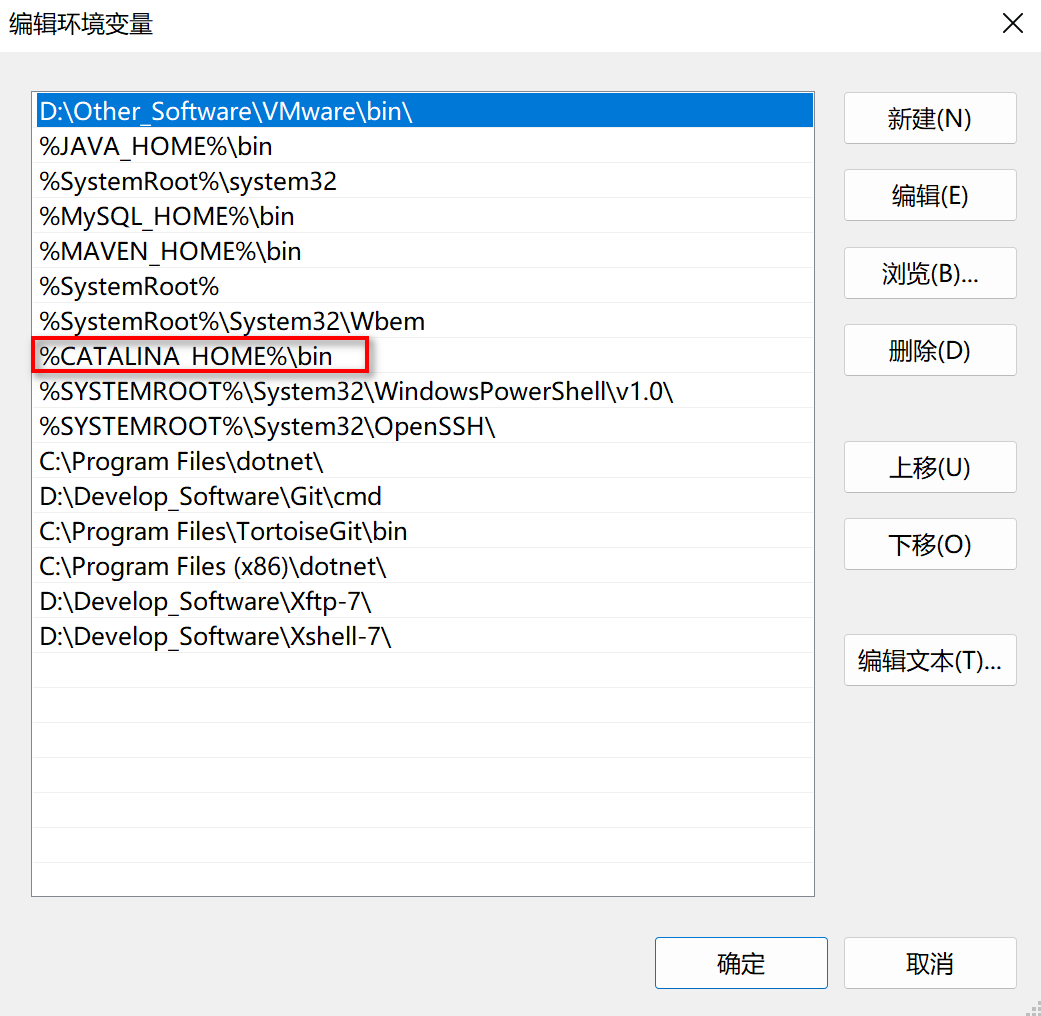 编辑环境变量
D:\Other_Software\VMware\bin\
%JAVA_HOME%\bin
%SystemRoot%\system32
%MySQL_HOME%\bin
%MAVEN_HOME%\bin
%SystemRoot%
%SystemRoot%\System32\Wbem
%CATALINA_HOME%\bin
%SYSTEMROOT%\System32\WindowsPowerShell\v1.0\
%SYSTEMROOT%\System32\OpenSSH\
C:\Program Files\dotnet\
D:\Develop_Software\Git\cmd
C:\Program Files\TortoiseGit\bin
C:\Program Files (x86)\dotnet\
D:\Develop_Software\Xftp-7\
D:\Develop_Software\Xshell-7\
新建(N)
编辑(E)
浏览(B)...
删除(D)
上移(U)
下移(O)
编辑文本(T)...
确定
取消